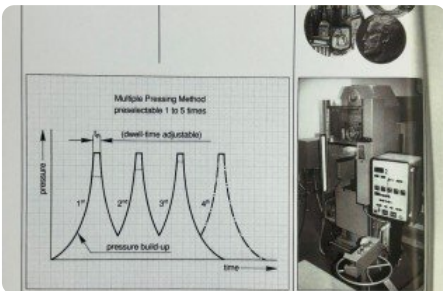 Multiple Pressing Method
preselectable 1 to 5 times
(dwell-time adjustable)
pressure
1st
2nd
3rd
4th
pressure build-up
time